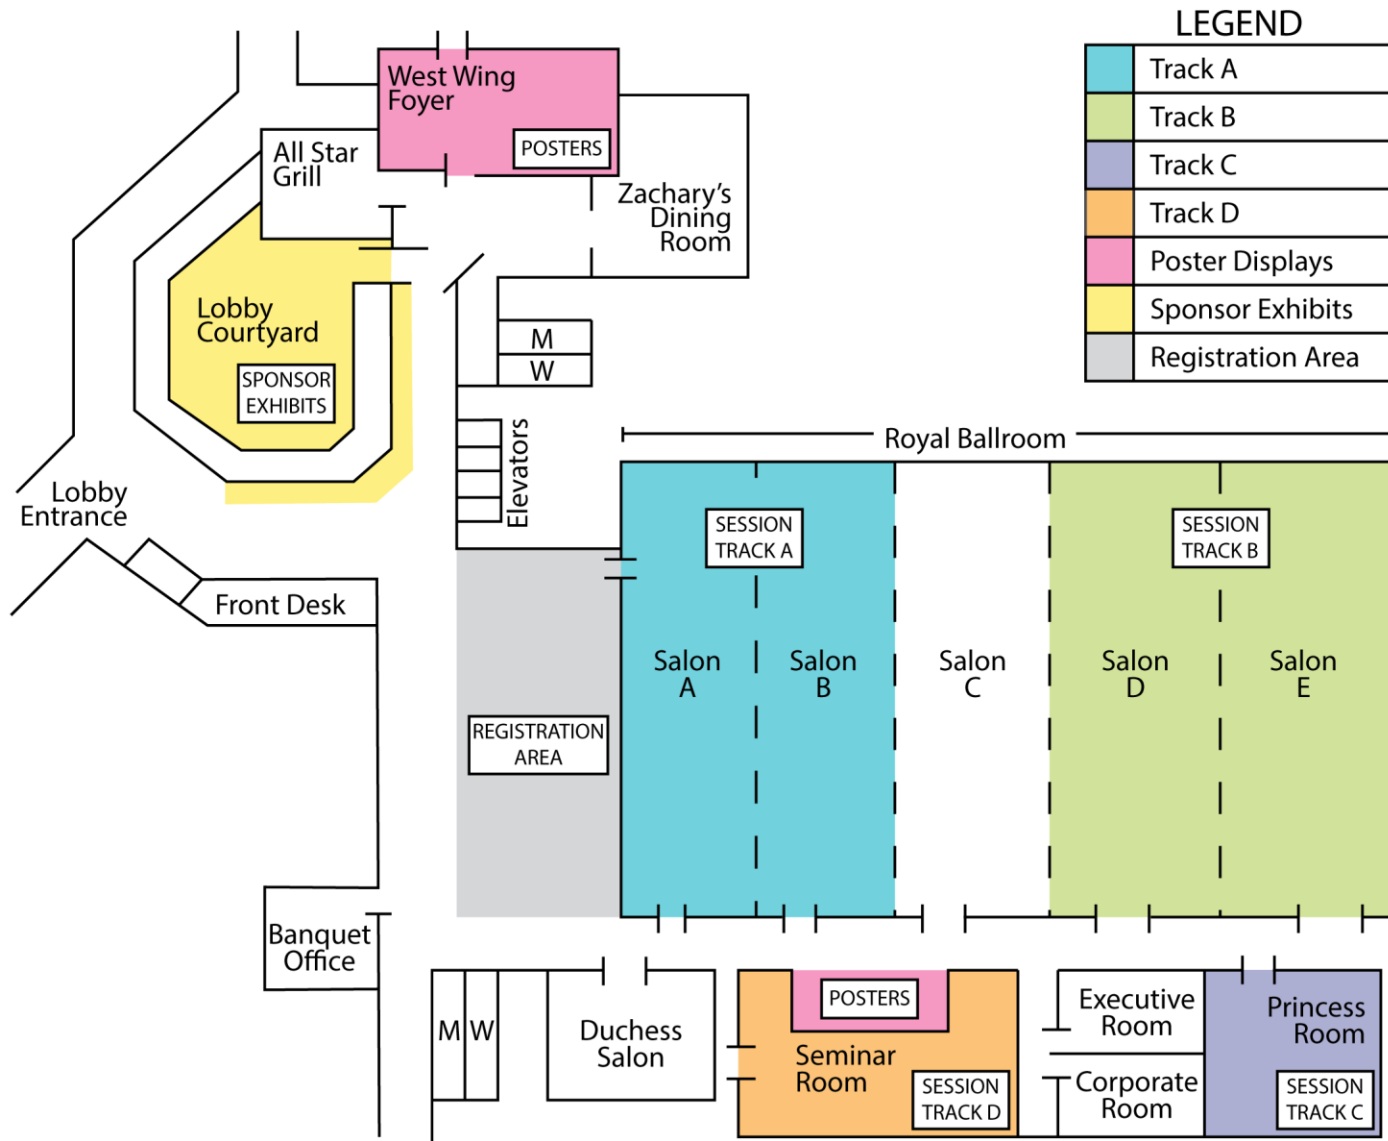 LEGEND
Track A
Track B
Track C
Track D
Poster Displays
Sponsor Exhibits
Registration Area
West Wing
Foyer
POSTERS
All Star
Grill
Zachary's
Dining
Room
Lobby
Courtyard
SPONSOR
EXHIBITS
M
W
Elevators
Royal Ballroom
Lobby
Entrance
Front Desk
SESSION
TRACK A
SESSION
TRACK B
Salon
A
Salon
B
Salon
C
Salon
D
Salon
E
REGISTRATION
AREA
Banquet
Office
M
W
Duchess
Salon
POSTERS
Seminar
Room
SESSION
TRACK D
Executive
Room
Corporate
Room
Princess
Room
SESSION
TRACK C